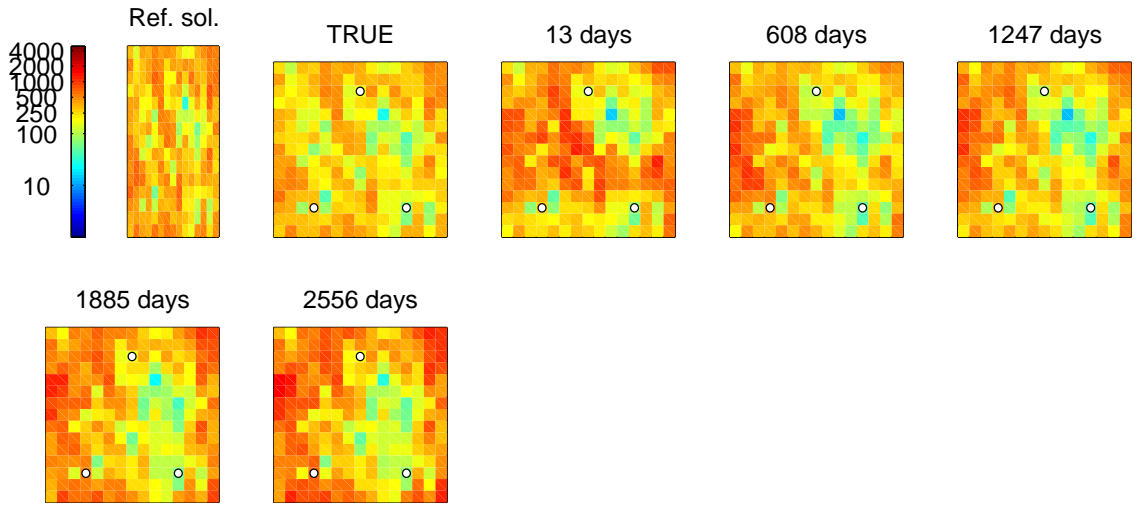 Ref. sol.
TRUE
13 days
608 days
1247 days
4000
2000
1000
500
250
100
10
1885 days
2556 days